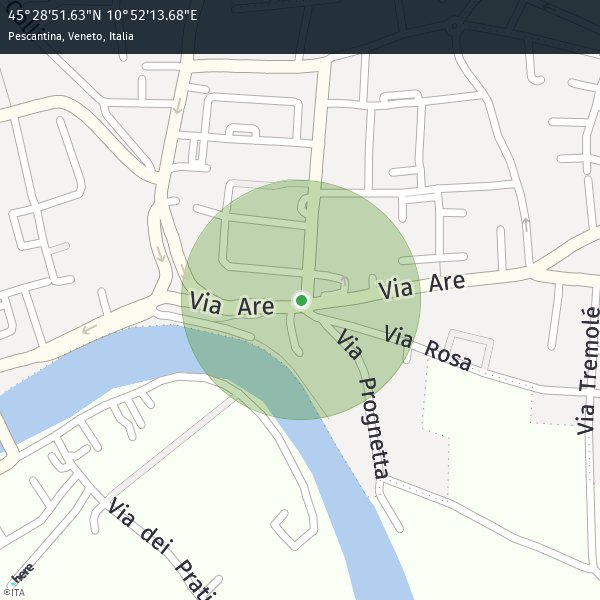 45°28'51.63"N 10°52'13.68"E
Pescantina, Veneto, Italia
Via Are
Via Are
Via Rosa
Via Prognetta
Via Tremolé
Via dei Prati
here
©ITA